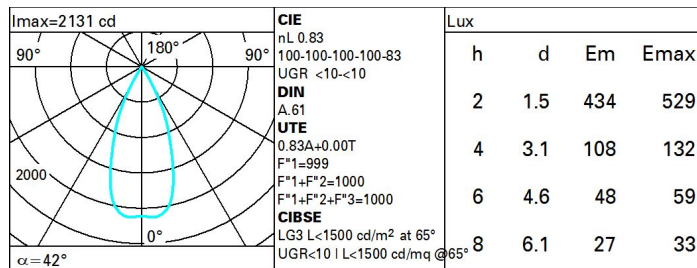 Imax=2131 cd
90°
180°
90°
2000
0°
α=42°
CIE
nL 0.83
100-100-100-100-83
UGR <10-<10
DIN
A.61
UTE
0.83A+0.00T
F"1=999
F"1+F"2=1000
F"1+F"2+F"3=1000
CIBSE
LG3 L<1500 cd/m² at 65°
UGR<10 | L<1500 cd/mq @65°
Lux
h d Em Emax
2 1.5 434 529
4 3.1 108 132
6 4.6 48 59
8 6.1 27 33